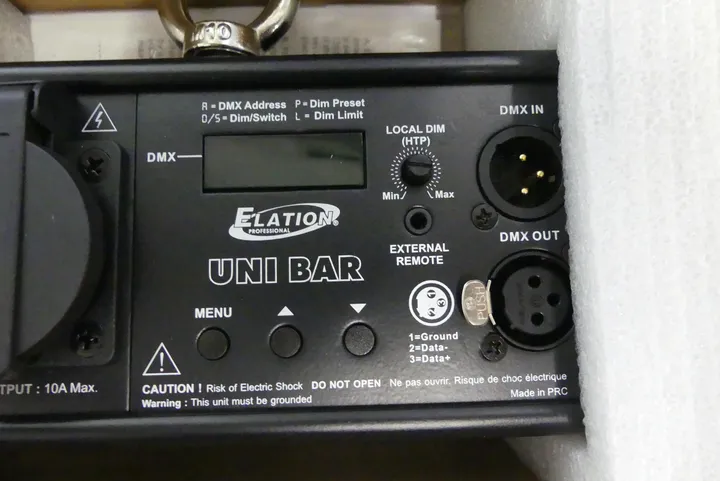 R = DMX Address P = Dim Preset
D/S = Dim/Switch L = Dim Limit
DMX
LOCAL DIM
(HTP)
Min Max
DMX IN
ELATION®
PROFESSIONAL
EXTERNAL
REMOTE
DMX OUT
UNI BAR
PUSH
MENU
1=Ground
2=Data-
3=Data+
TPUT : 10A Max.
CAUTION ! Risk of Electric Shock DO NOT OPEN Ne pas ouvrir. Risque de choc électrique
Warning : This unit must be grounded
Made in PRC